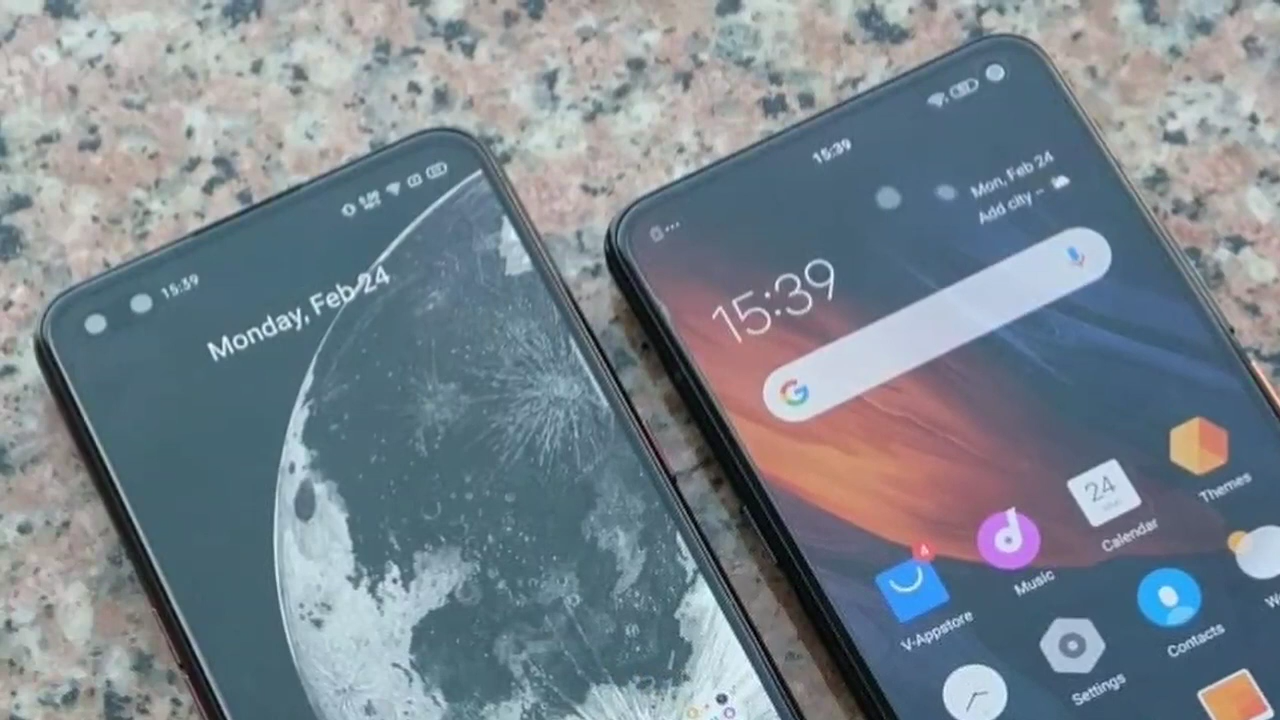 15:39
Monday, Feb 24
15:39
Mon, Feb 24
Add city --
15:39
G
Themes
24
Calendar
Music
4
V-Appstore
Contacts
Settings